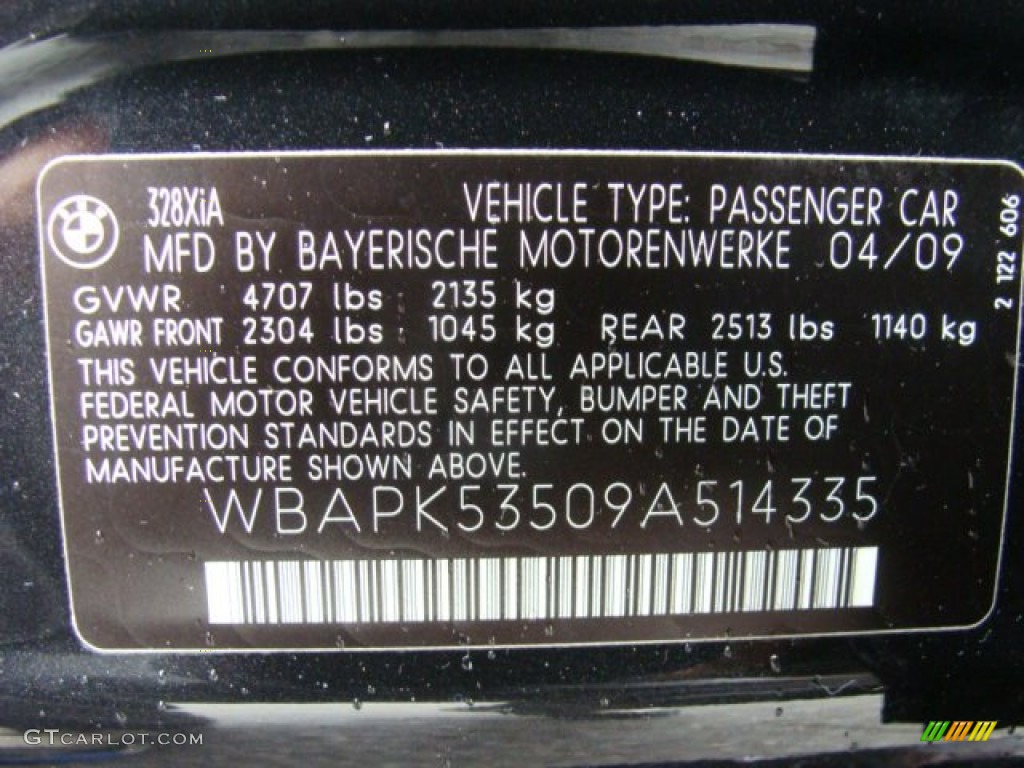 328XiA VEHICLE TYPE: PASSENGER CAR
MFD BY BAYERISCHE MOTORENWERKE 04/09
GVWR 4707 lbs 2135 kg
GAWR FRONT 2304 lbs 1045 kg REAR 2513 lbs 1140 kg
THIS VEHICLE CONFORMS TO ALL APPLICABLE U.S.
FEDERAL MOTOR VEHICLE SAFETY, BUMPER AND THEFT
PREVENTION STANDARDS IN EFFECT ON THE DATE OF
MANUFACTURE SHOWN ABOVE.
WBAPK53509A514335
2 122 606
GTCARLOT.COM